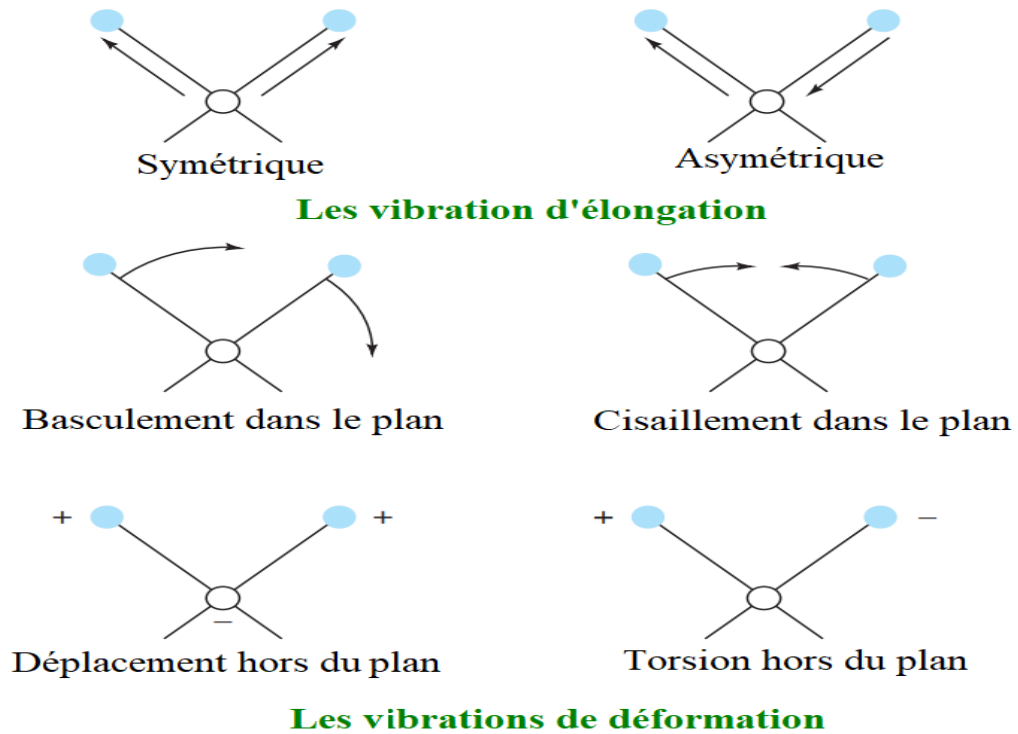 Symétrique
Asymétrique
Les vibration d'élongation
Basculement dans le plan
Cisaillement dans le plan
+ +
+ –
–
Déplacement hors du plan
Torsion hors du plan
Les vibrations de déformation